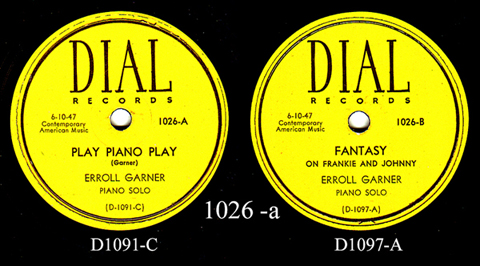 DIAL
RECORDS
6-10-47
Contemporary
American Music
1026-A
PLAY PIANO PLAY
(Garner)
ERROLL GARNER
PIANO SOLO
(D-1091-C)
DIAL
RECORDS
6-10-47
Contemporary
American Music
1026-B
FANTASY
ON FRANKIE AND JOHNNY
ERROLL GARNER
PIANO SOLO
(D-1097-A)
1026 -a
D1091-C
D1097-A